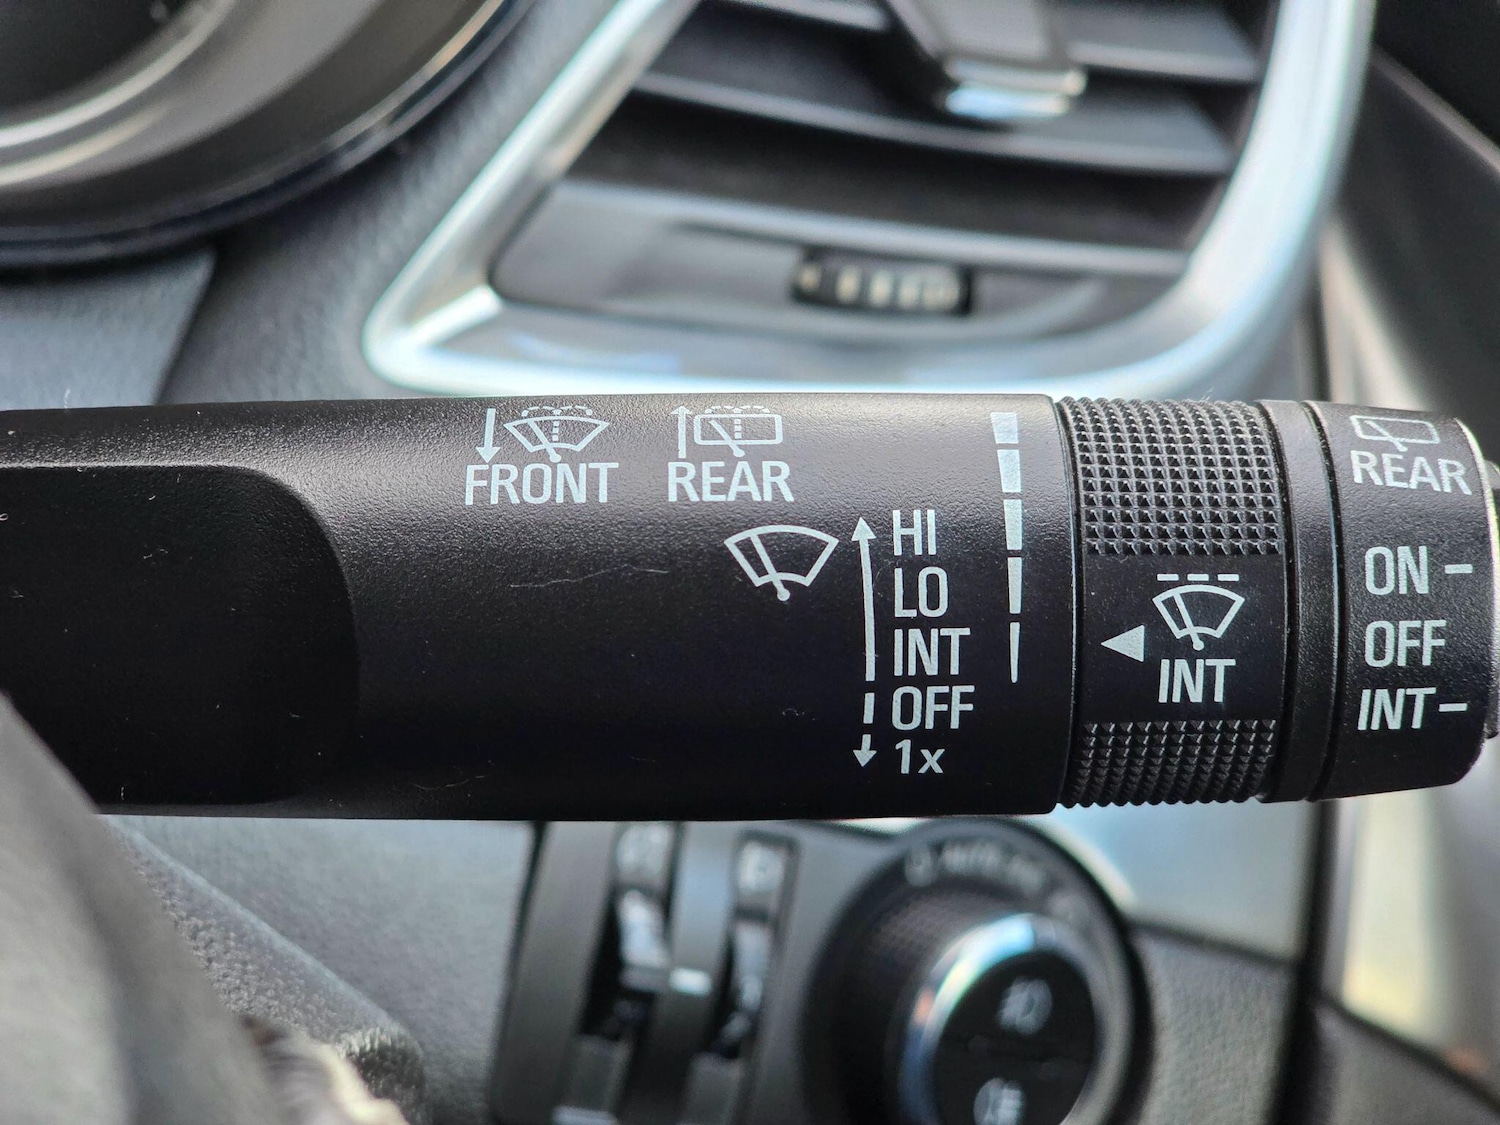 FRONT REAR
HI
LO
INT
OFF
1x
INT
REAR
ON
OFF
INT